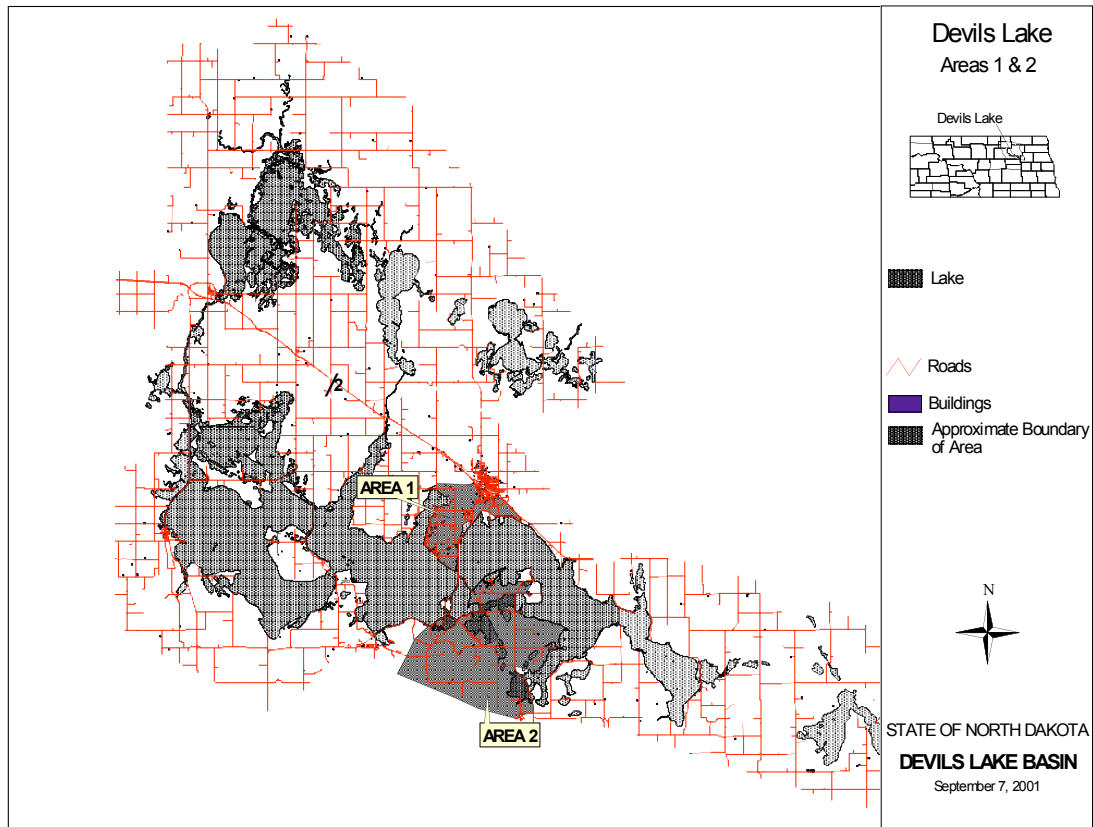 Devils Lake
Areas 1 & 2
Devils Lake
Lake
Roads
Buildings
Approximate Boundary
of Area
2
AREA 1
AREA 2
N
STATE OF NORTH DAKOTA
DEVILS LAKE BASIN
September 7, 2001